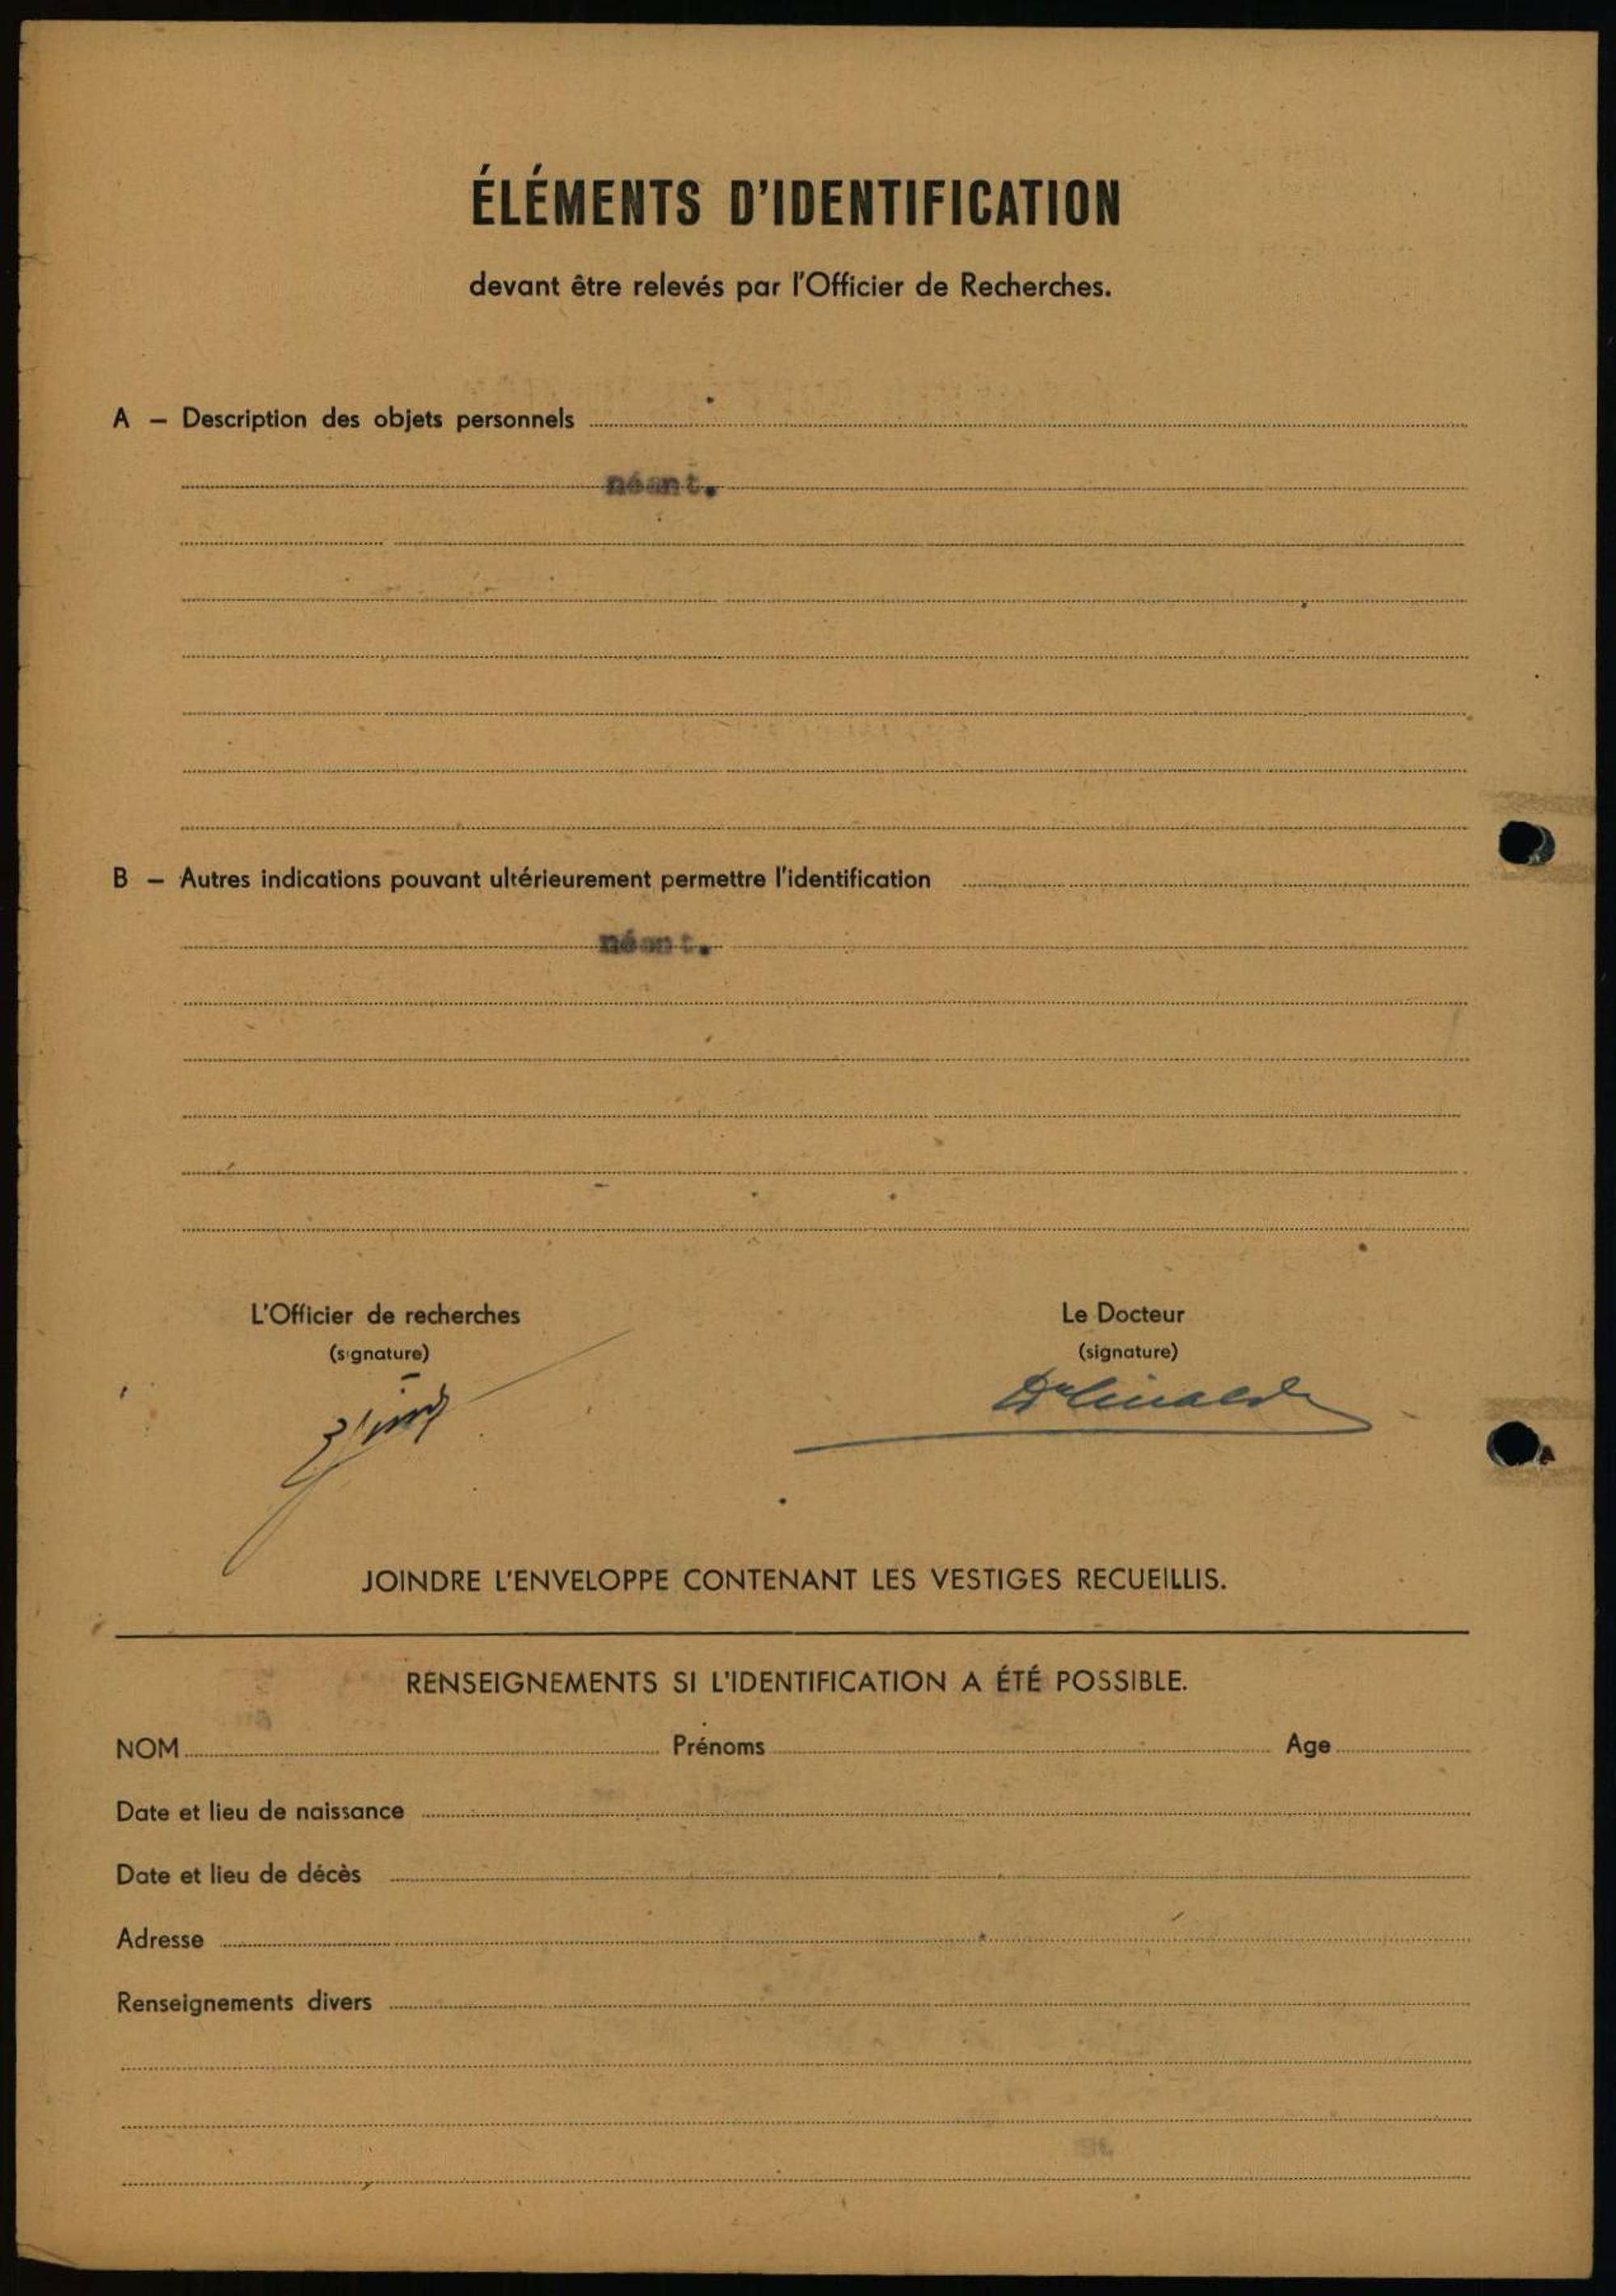 ÉLÉMENTS D'IDENTIFICATION
devant être relevés par l'Officier de Recherches.
A — Description des objets personnels
néant.
B — Autres indications pouvant ultérieurement permettre l'identification
néant.
L'Officier de recherches
Le Docteur
(signature)
(signature)
JOINDRE L'ENVELOPPE CONTENANT LES VESTIGES RECUEILLIS.
RENSEIGNEMENTS SI L'IDENTIFICATION A ÉTÉ POSSIBLE.
NOM Prénoms Age
Date et lieu de naissance
Date et lieu de décès
Adresse
Renseignements divers